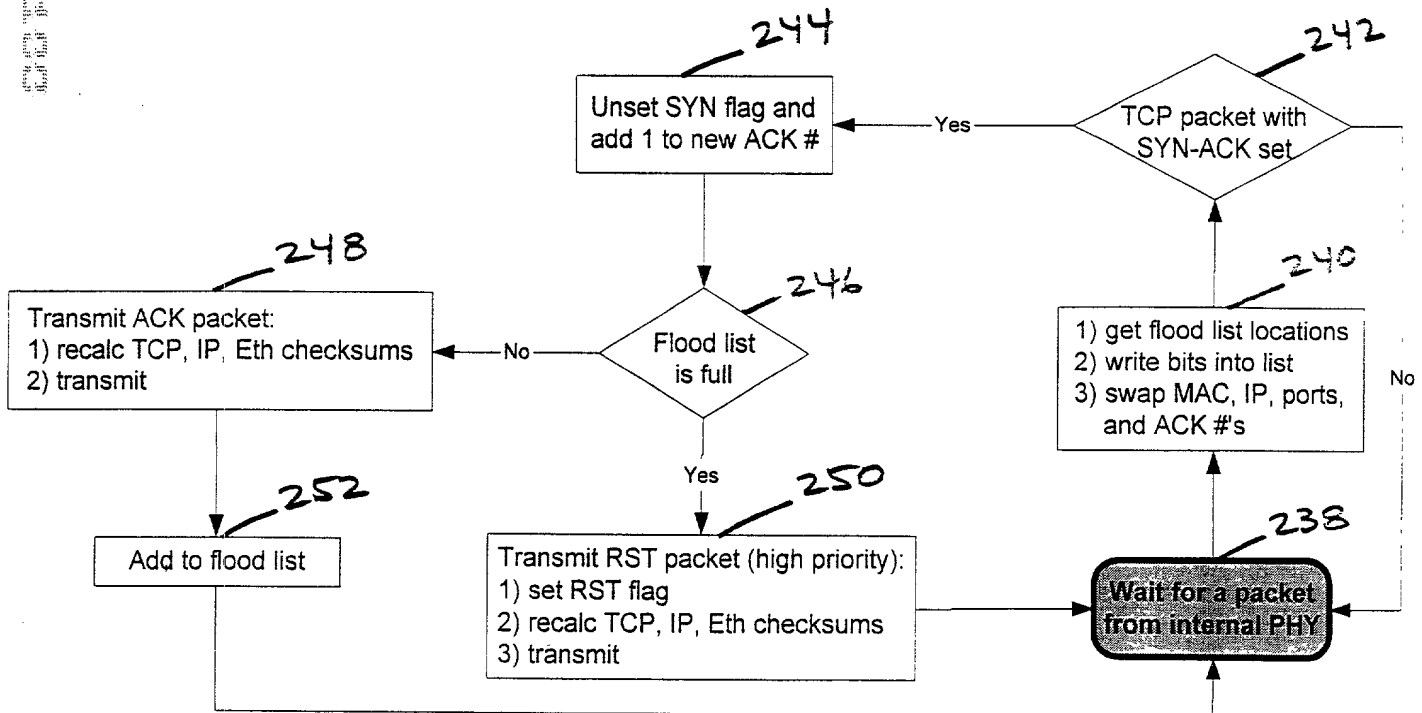 244
242
Unset SYN flag and
add 1 to new ACK #
Yes
TCP packet with
SYN-ACK set
248
246
240
Transmit ACK packet:
1) recalc TCP, IP, Eth checksums
2) transmit
No
Flood list
is full
1) get flood list locations
2) write bits into list
3) swap MAC, IP, ports,
and ACK #'s
No
Yes
252
250
238
Add to flood list
Transmit RST packet (high priority):
1) set RST flag
2) recalc TCP, IP, Eth checksums
3) transmit
Wait for a packet
from internal PHY